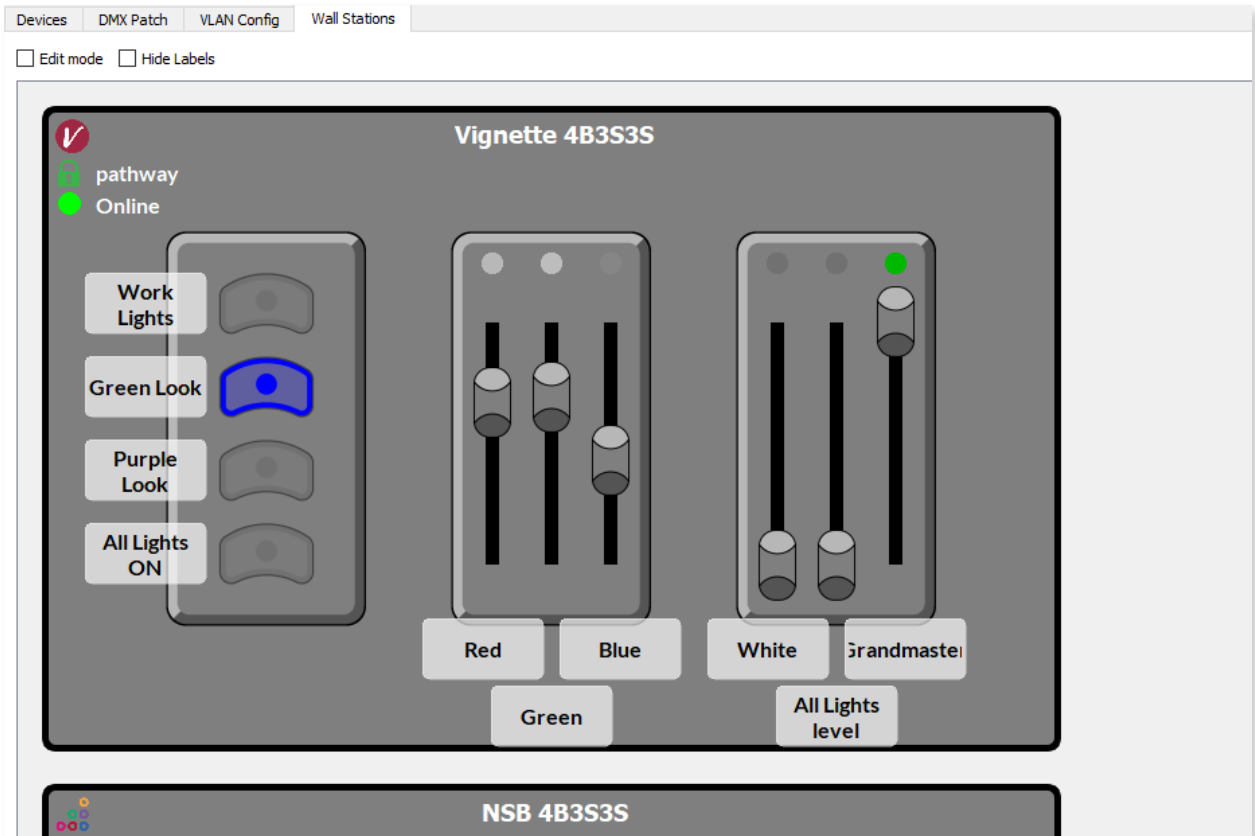 Devices DMX Patch VLAN Config Wall Stations
Edit mode Hide Labels
Vignette 4B3S3S
pathway
Online
Work
Lights
Green Look
Purple
Look
All Lights
ON
Red Blue White Grandmaster
Green All Lights
level
NSB 4B3S3S